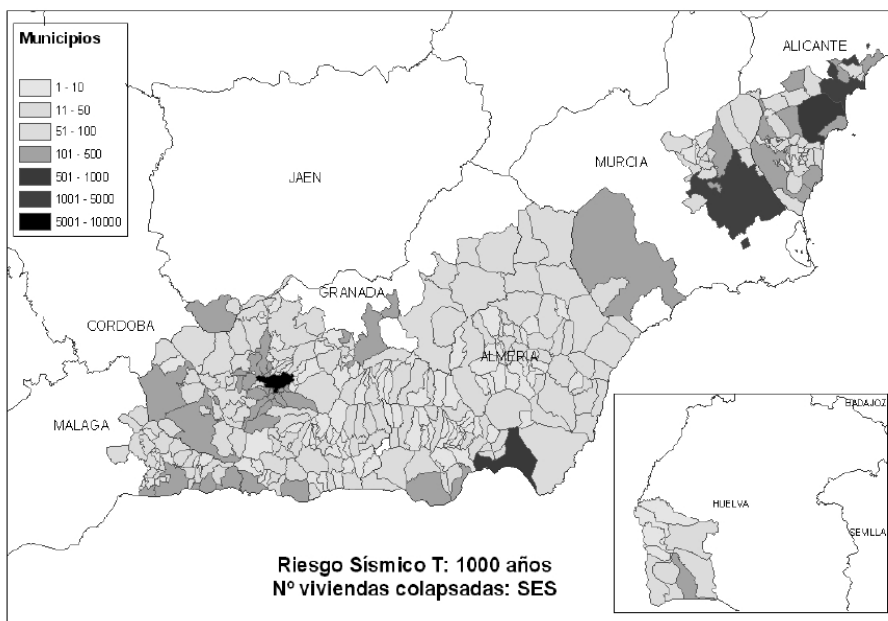 Municipios
1 - 10
11 - 50
51 - 100
101 - 500
501 - 1000
1001 - 5000
5001 - 10000
ALICANTE
MURCIA
JAEN
GRANADA
CORDOBA
ALMERIA
MALAGA
BADAJOZ
HUELVA
SEVILLA
Riesgo Sísmico T: 1000 años
Nº viviendas colapsadas: SES